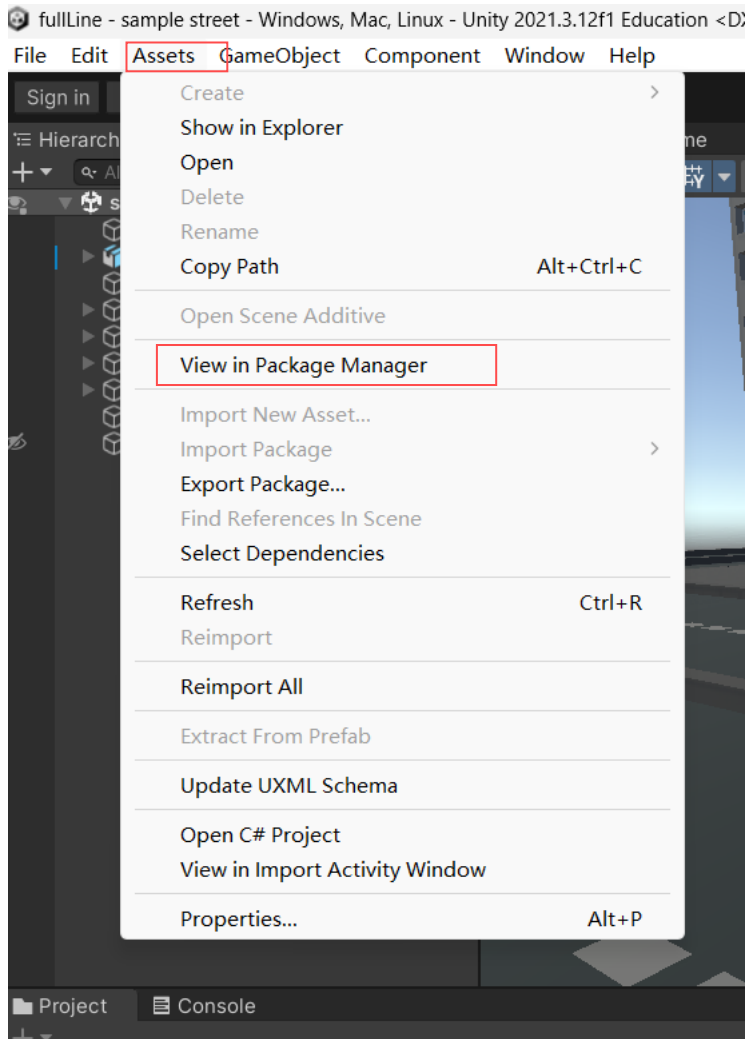 fullLine - sample street - Windows, Mac, Linux - Unity 2021.3.12f1 Education <DX
File Edit Assets GameObject Component Window Help
Sign in
Hierarch
Create
Show in Explorer
Open
Delete
Rename
Copy Path Alt+Ctrl+C
Open Scene Additive
View in Package Manager
Import New Asset...
Import Package
Export Package...
Find References In Scene
Select Dependencies
Refresh Ctrl+R
Reimport
Reimport All
Extract From Prefab
Update UXML Schema
Open C# Project
View in Import Activity Window
Properties... Alt+P
Project Console